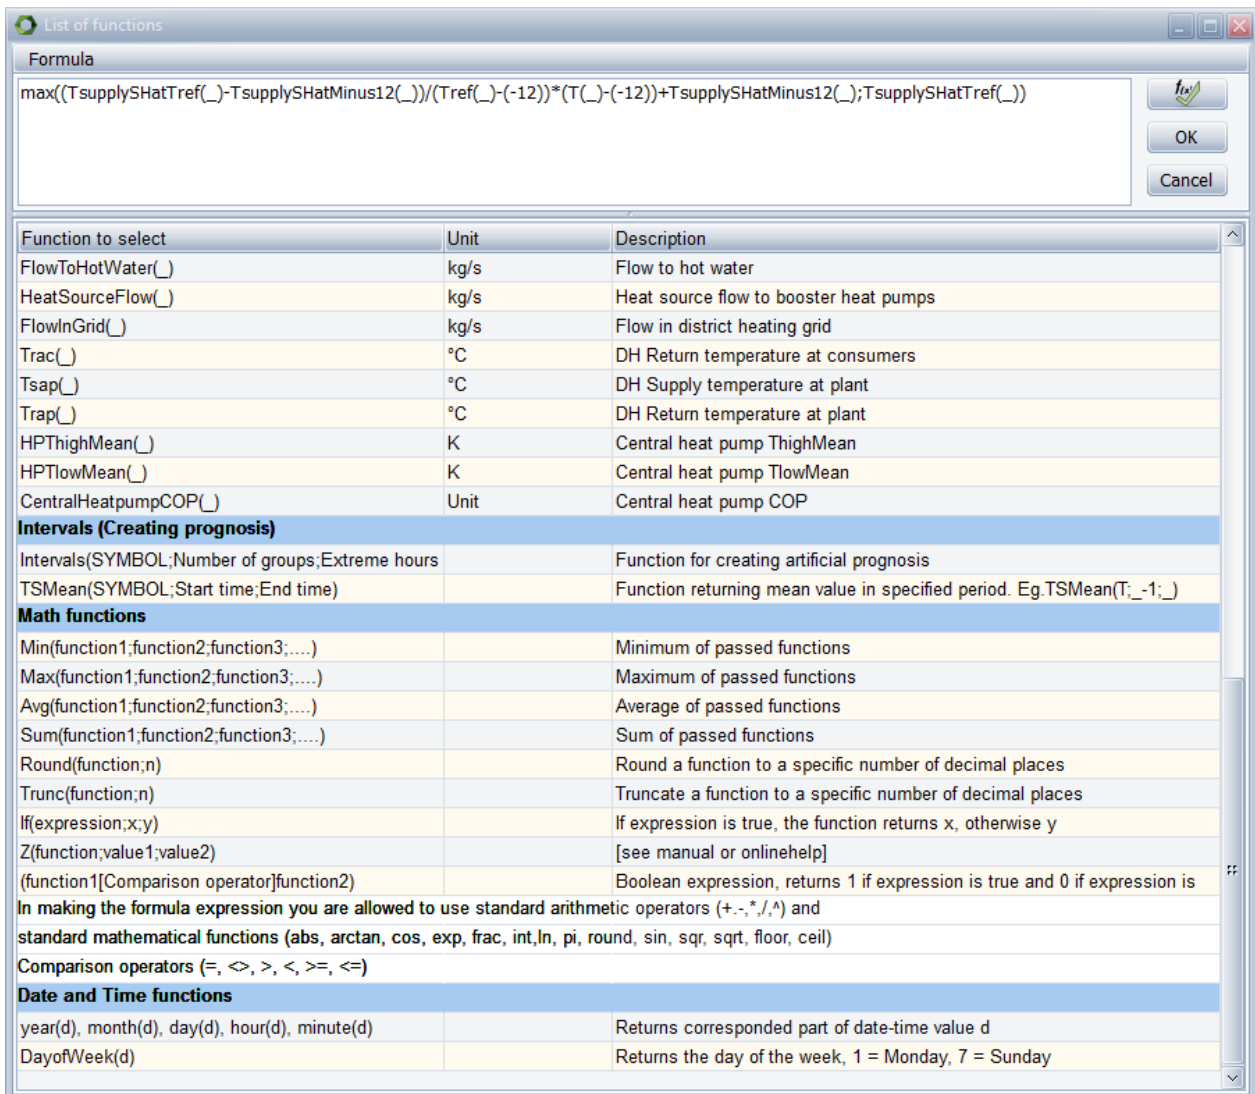 List of functions
Formula
max((TsupplySHatTref(_)-TsupplySHatMinus12(_))/(Tref(_)-(-12))*(T(_)-(-12))+TsupplySHatMinus12(_);TsupplySHatTref(_))
f(x)
OK
Cancel
Function to select Unit Description
FlowToHotWater(_) kg/s Flow to hot water
HeatSourceFlow(_) kg/s Heat source flow to booster heat pumps
FlowInGrid(_) kg/s Flow in district heating grid
Trac(_) °C DH Return temperature at consumers
Tsap(_) °C DH Supply temperature at plant
Trap(_) °C DH Return temperature at plant
HPThighMean(_) K Central heat pump ThighMean
HPTlowMean(_) K Central heat pump TlowMean
CentralHeatpumpCOP(_) Unit Central heat pump COP
Intervals (Creating prognosis)
Intervals(SYMBOL;Number of groups;Extreme hours Function for creating artificial prognosis
TSMean(SYMBOL;Start time;End time) Function returning mean value in specified period. Eg.TSMean(T;_-1;_)
Math functions
Min(function1;function2;function3;....) Minimum of passed functions
Max(function1;function2;function3;....) Maximum of passed functions
Avg(function1;function2;function3;....) Average of passed functions
Sum(function1;function2;function3;....) Sum of passed functions
Round(function;n) Round a function to a specific number of decimal places
Trunc(function;n) Truncate a function to a specific number of decimal places
If(expression;x;y) If expression is true, the function returns x, otherwise y
Z(function;value1;value2) [see manual or onlinehelp]
(function1[Comparison operator]function2) Boolean expression, returns 1 if expression is true and 0 if expression is
In making the formula expression you are allowed to use standard arithmetic operators (+.-,*,/,^) and
standard mathematical functions (abs, arctan, cos, exp, frac, int,ln, pi, round, sin, sqr, sqrt, floor, ceil)
Comparison operators (=, <>, >, <, >=, <=)
Date and Time functions
year(d), month(d), day(d), hour(d), minute(d) Returns corresponded part of date-time value d
DayofWeek(d) Returns the day of the week, 1 = Monday, 7 = Sunday